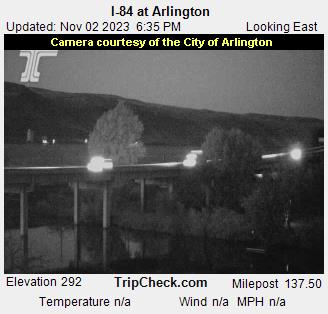 I-84 at Arlington
Updated: Nov 02 2023 6:35 PM Looking East
Camera courtesy of the City of Arlington
Elevation 292 TripCheck.com Milepost 137.50
Temperature n/a Wind n/a MPH n/a